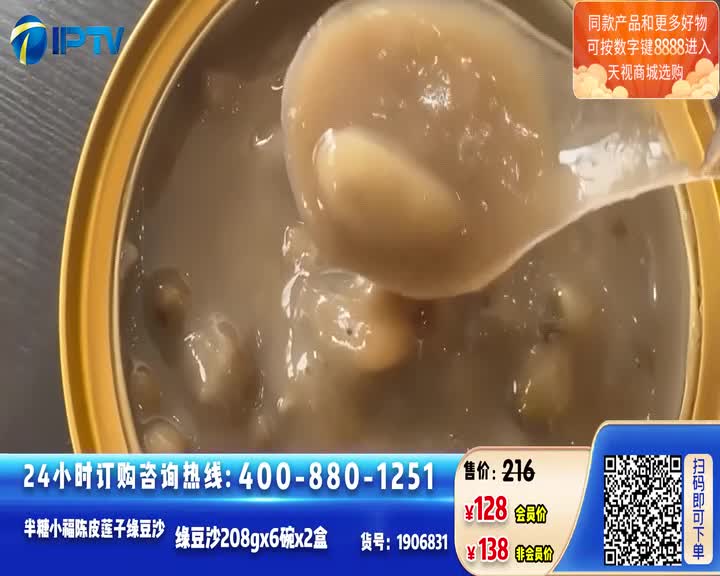 IPTV
同款产品和更多好物
可按数字键8888进入
天视商城选购
24小时订购咨询热线:400-880-1251
半糖小福陈皮莲子绿豆沙
绿豆沙208gx6碗x2盒
货号:1906831
售价:216
¥128 会员价
¥138 非会员价
扫码即可下单